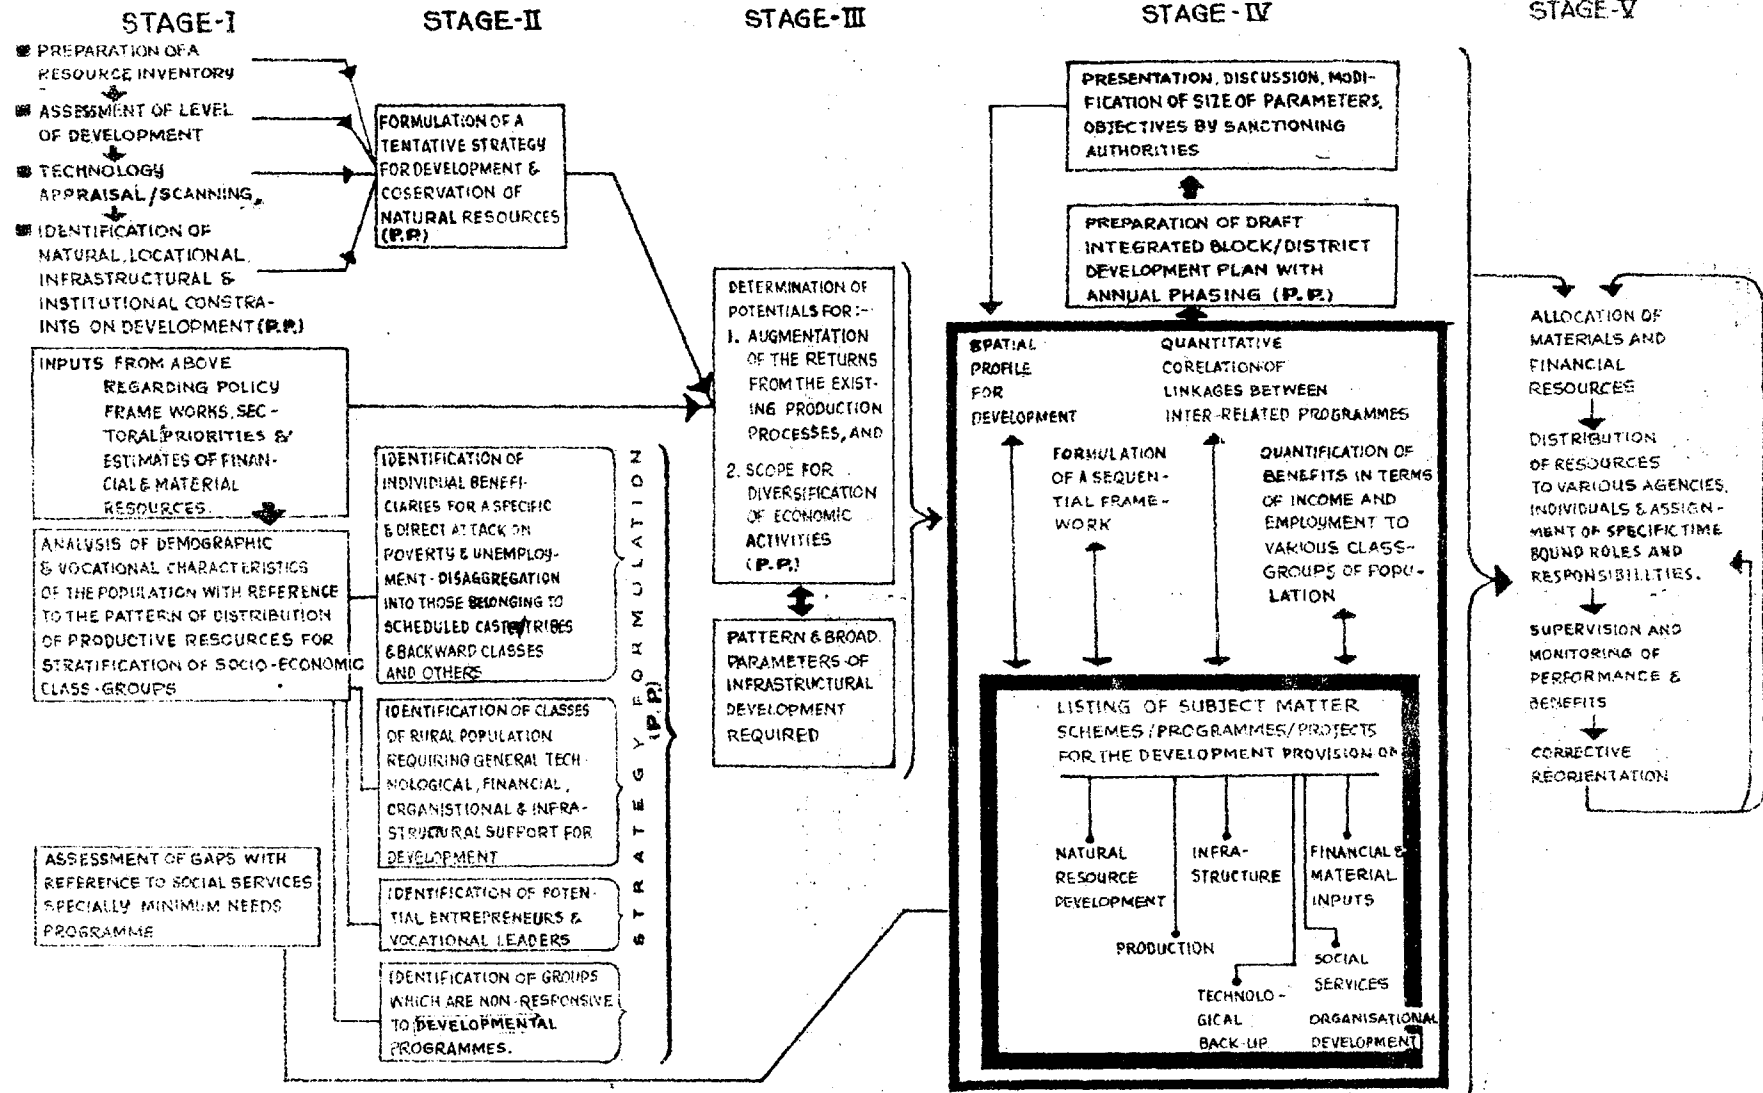 STAGE-I
PREPARATION OF A
RESOURCE INVENTORY
ASSESSMENT OF LEVEL
OF DEVELOPMENT
TECHNOLOGY
APPRAISAL/SCANNING,
IDENTIFICATION OF
NATURAL, LOCATIONAL,
INFRASTRUCTURAL &
INSTITUTIONAL CONSTRA-
INTS ON DEVELOPMENT (P.P.)
INPUTS FROM ABOVE
REGARDING POLICY
FRAME WORKS, SEC-
TORAL PRIORITIES &
ESTIMATES OF FINAN-
CIAL & MATERIAL
RESOURCES.
ANALYSIS OF DEMOGRAPHIC
& VOCATIONAL CHARACTERISTICS
OF THE POPULATION WITH REFERENCE
TO THE PATTERN OF DISTRIBUTION
OF PRODUCTIVE RESOURCES FOR
STRATIFICATION OF SOCIO-ECONOMIC
CLASS-GROUPS
ASSESSMENT OF GAPS WITH
REFERENCE TO SOCIAL SERVICES
SPECIALLY MINIMUM NEEDS
PROGRAMME
STAGE-II
FORMULATION OF A
TENTATIVE STRATEGY
FOR DEVELOPMENT &
COSERVATION OF
NATURAL RESOURCES
(P.P.)
IDENTIFICATION OF
INDIVIDUAL BENEFI-
CIARIES FOR A SPECIFIC
& DIRECT ATTACK ON
POVERTY & UNEMPLOY-
MENT-DISAGGREGATION
INTO THOSE BELONGING TO
SCHEDULED CASTE/TRIBES
& BACKWARD CLASSES
AND OTHERS
IDENTIFICATION OF CLASSES
OF RURAL POPULATION
REQUIRING GENERAL TECH-
NOLOGICAL, FINANCIAL,
ORGANISTIONAL & INFRA-
STRUCTURAL SUPPORT FOR
DEVELOPMENT
IDENTIFICATION OF POTEN-
TIAL ENTREPRENEURS &
VOCATIONAL LEADERS
IDENTIFICATION OF GROUPS
WHICH ARE NON-RESPONSIVE
TO DEVELOPMENTAL
PROGRAMMES.
STRATEGY FORMULATION
(P.P.)
STAGE-III
DETERMINATION OF
POTENTIALS FOR:-
1. AUGMENTATION
OF THE RETURNS
FROM THE EXIST-
ING PRODUCTION
PROCESSES, AND
2. SCOPE FOR
DIVERSIFICATION
OF ECONOMIC
ACTIVITIES
(P.P.)
PATTERN & BROAD
PARAMETERS OF
INFRASTRUCTURAL
DEVELOPMENT
REQUIRED
STAGE-IV
PRESENTATION, DISCUSSION, MODI-
FICATION OF SIZE OF PARAMETERS,
OBJECTIVES BY SANCTIONING
AUTHORITIES
PREPARATION OF DRAFT
INTEGRATED BLOCK/DISTRICT
DEVELOPMENT PLAN WITH
ANNUAL PHASING (P.P.)
SPATIAL
PROFILE
FOR
DEVELOPMENT
QUANTITATIVE
CORELATION OF
LINKAGES BETWEEN
INTER-RELATED PROGRAMMES
FORMULATION
OF A SEQUEN-
TIAL FRAME-
WORK
QUANTIFICATION OF
BENEFITS IN TERMS
OF INCOME AND
EMPLOYMENT TO
VARIOUS CLASS-
GROUPS OF POPU-
LATION
LISTING OF SUBJECT MATTER
SCHEMES/PROGRAMMES/PROJECTS
FOR THE DEVELOPMENT PROVISION ON
NATURAL
RESOURCE
DEVELOPMENT
INFRA-
STRUCTURE
FINANCIAL &
MATERIAL
INPUTS
PRODUCTION
SOCIAL
SERVICES
TECHNOLO-
GICAL
BACK-UP
ORGANISATIONAL
DEVELOPMENT
STAGE-V
ALLOCATION OF
MATERIALS AND
FINANCIAL
RESOURCES
DISTRIBUTION
OF RESOURCES
TO VARIOUS AGENCIES,
INDIVIDUALS & ASSIGN-
MENT OF SPECIFIC TIME
BOUND ROLES AND
RESPONSIBILLTIES.
SUPERVISION AND
MONITORING OF
PERFORMANCE &
BENEFITS
CORRECTIVE
REORIENTATION